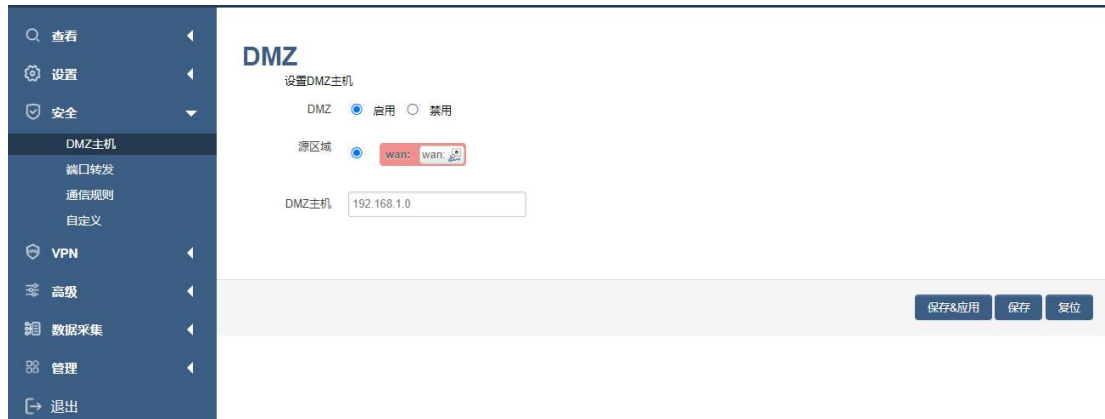 查看
设置
安全
DMZ主机
端口转发
通信规则
自定义
VPN
高级
数据采集
管理
退出
DMZ
设置DMZ主机
DMZ 启用 禁用
源区域 wan: wan:
DMZ主机 192.168.1.0
保存&应用 保存 复位